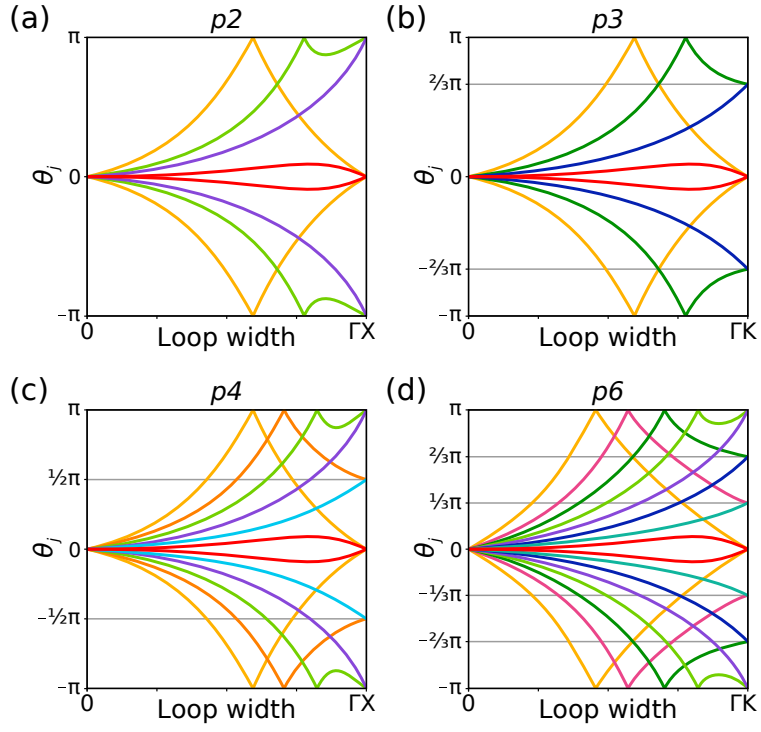 (a) p2
π
0
−π
θj
0 Loop width ΓX
(b) p3
π
⅔π
0
−⅔π
−π
θj
0 Loop width ΓK
(c) p4
π
½π
0
−½π
−π
θj
0 Loop width ΓX
(d) p6
π
⅔π
⅓π
0
−⅓π
−⅔π
−π
θj
0 Loop width ΓK